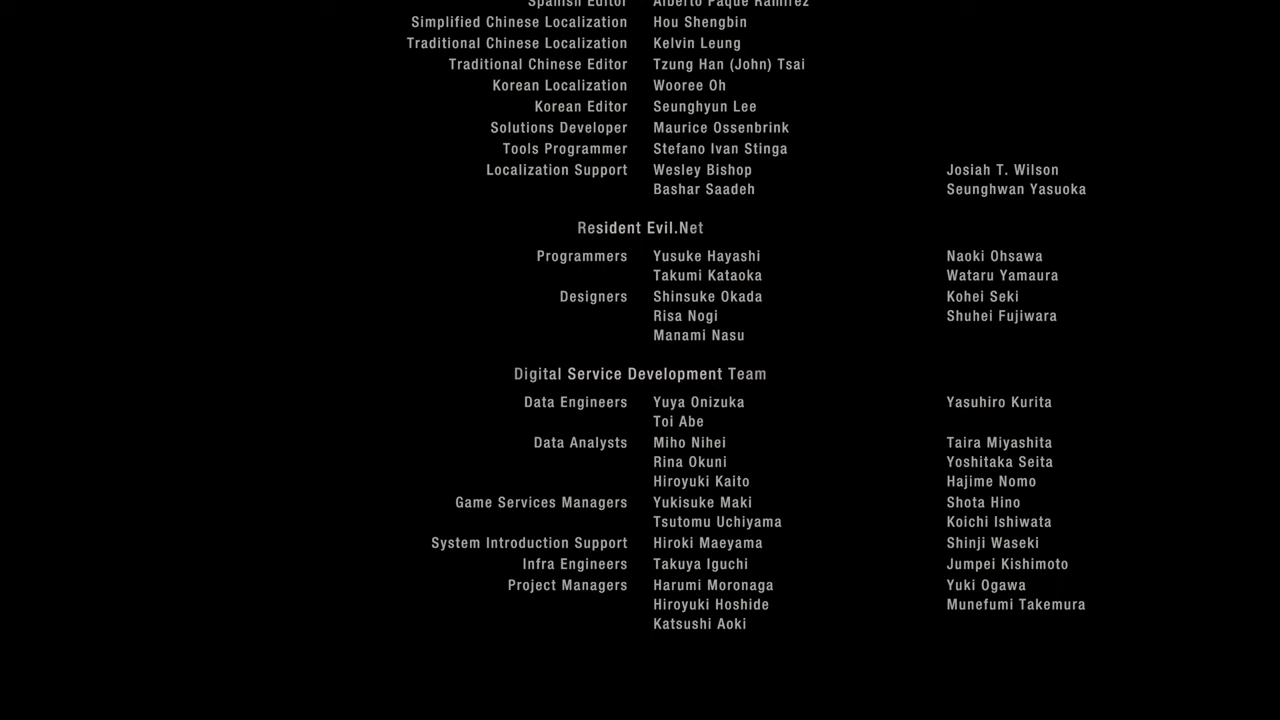 Spanish Editor Alberto Paque Ramirez
Simplified Chinese Localization Hou Shengbin
Traditional Chinese Localization Kelvin Leung
Traditional Chinese Editor Tzung Han (John) Tsai
Korean Localization Wooree Oh
Korean Editor Seunghyun Lee
Solutions Developer Maurice Ossenbrink
Tools Programmer Stefano Ivan Stinga
Localization Support Wesley Bishop Josiah T. Wilson
Bashar Saadeh Seunghwan Yasuoka
Resident Evil.Net
Programmers Yusuke Hayashi Naoki Ohsawa
Takumi Kataoka Wataru Yamaura
Designers Shinsuke Okada Kohei Seki
Risa Nogi Shuhei Fujiwara
Manami Nasu
Digital Service Development Team
Data Engineers Yuya Onizuka Yasuhiro Kurita
Toi Abe
Data Analysts Miho Nihei Taira Miyashita
Rina Okuni Yoshitaka Seita
Hiroyuki Kaito Hajime Nomo
Game Services Managers Yukisuke Maki Shota Hino
Tsutomu Uchiyama Koichi Ishiwata
System Introduction Support Hiroki Maeyama Shinji Waseki
Infra Engineers Takuya Iguchi Jumpei Kishimoto
Project Managers Harumi Moronaga Yuki Ogawa
Hiroyuki Hoshide Munefumi Takemura
Katsushi Aoki